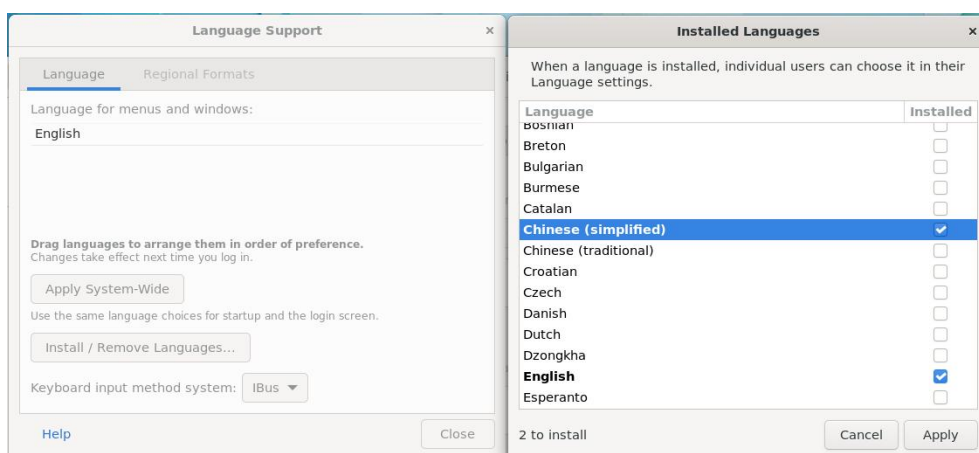 Language Support
×
Language
Regional Formats
Language for menus and windows:
English
Drag languages to arrange them in order of preference.
Changes take effect next time you log in.
Apply System-Wide
Use the same language choices for startup and the login screen.
Install / Remove Languages...
Keyboard input method system:
IBus
Help
Close
Installed Languages
×
When a language is installed, individual users can choose it in their
Language settings.
Language
Installed
Bosnian
Breton
Bulgarian
Burmese
Catalan
Chinese (simplified)
Chinese (traditional)
Croatian
Czech
Danish
Dutch
Dzongkha
English
Esperanto
2 to install
Cancel
Apply